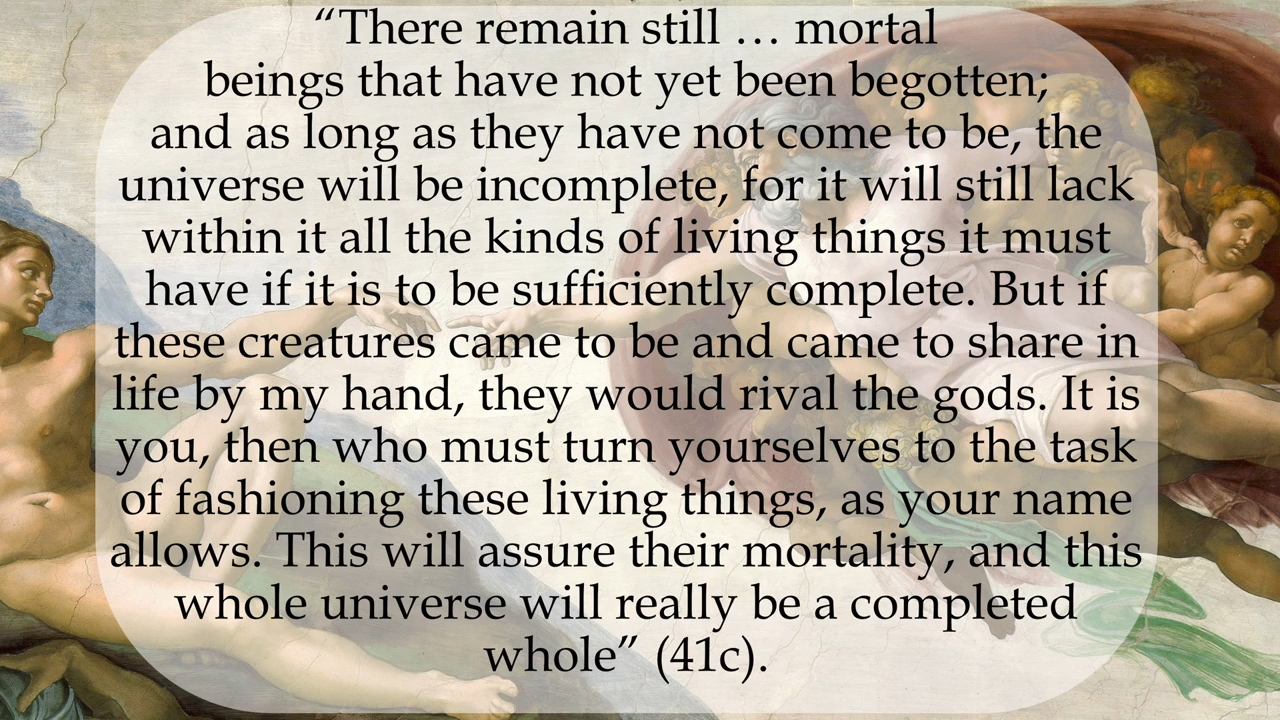 “There remain still … mortal
beings that have not yet been begotten;
and as long as they have not come to be, the
universe will be incomplete, for it will still lack
within it all the kinds of living things it must
have if it is to be sufficiently complete. But if
these creatures came to be and came to share in
life by my hand, they would rival the gods. It is
you, then who must turn yourselves to the task
of fashioning these living things, as your name
allows. This will assure their mortality, and this
whole universe will really be a completed
whole” (41c).